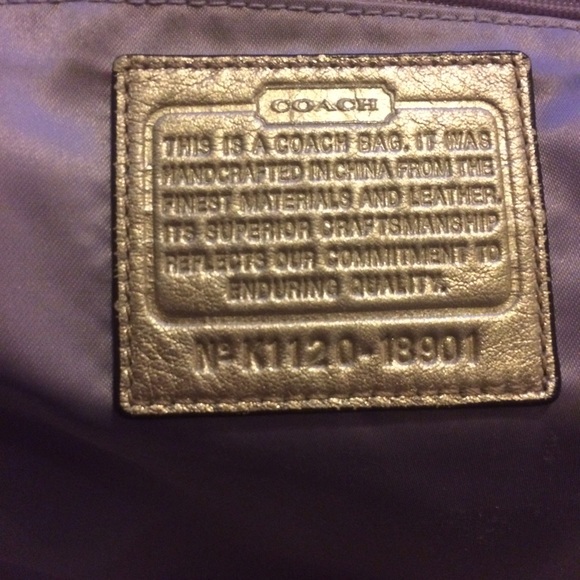 COACH
THIS IS A COACH BAG. IT WAS
HANDCRAFTED IN CHINA FROM THE
FINEST MATERIALS AND LEATHER.
ITS SUPERIOR CRAFTSMANSHIP
REFLECTS OUR COMMITMENT TO
ENDURING QUALITY.
Nº K1120-18901